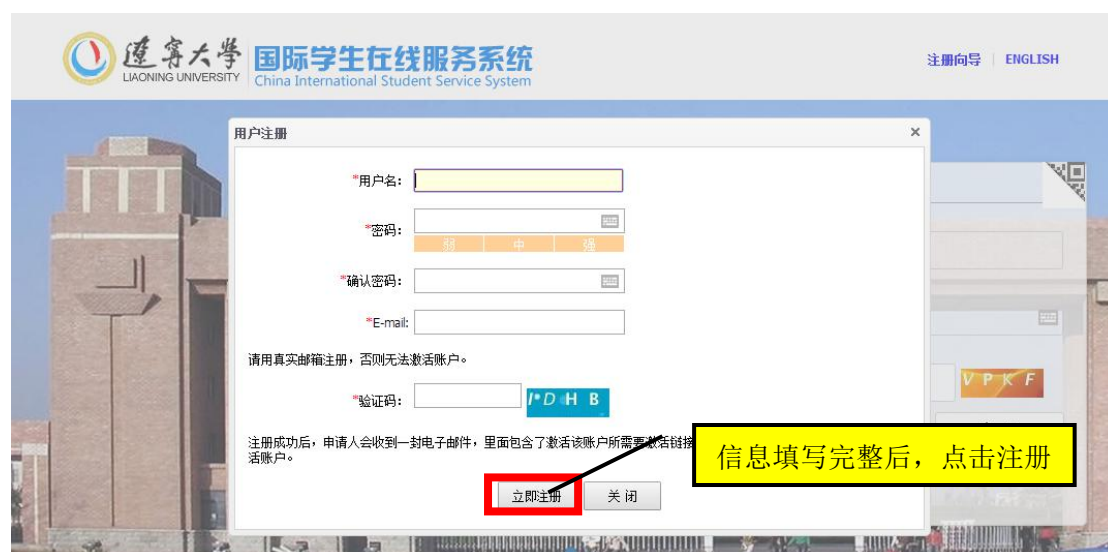 遼寧大學
LIAONING UNIVERSITY
国际学生在线服务系统
China International Student Service System
注册向导
ENGLISH
用户注册
×
*用户名：
*密码：
弱 中 强
*确认密码：
*E-mail:
请用真实邮箱注册，否则无法激活账户。
*验证码：
I D H B
V P K F
注册成功后，申请人会收到一封电子邮件，里面包含了激活该账户所需要激活链接
活账户。
信息填写完整后，点击注册
立即注册
关 闭